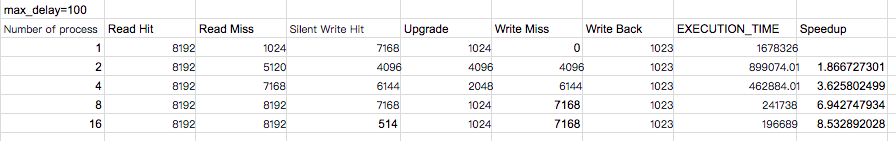 max_delay=100
Number of process Read Hit Read Miss Silent Write Hit Upgrade Write Miss Write Back EXECUTION_TIME Speedup
1 8192 1024 7168 1024 0 1023 1678326
2 8192 5120 4096 4096 4096 1023 899074.01 1.866727301
4 8192 7168 6144 2048 6144 1023 462884.01 3.625802499
8 8192 8192 7168 1024 7168 1023 241738 6.942747934
16 8192 8192 514 1024 7168 1023 196689 8.532892028